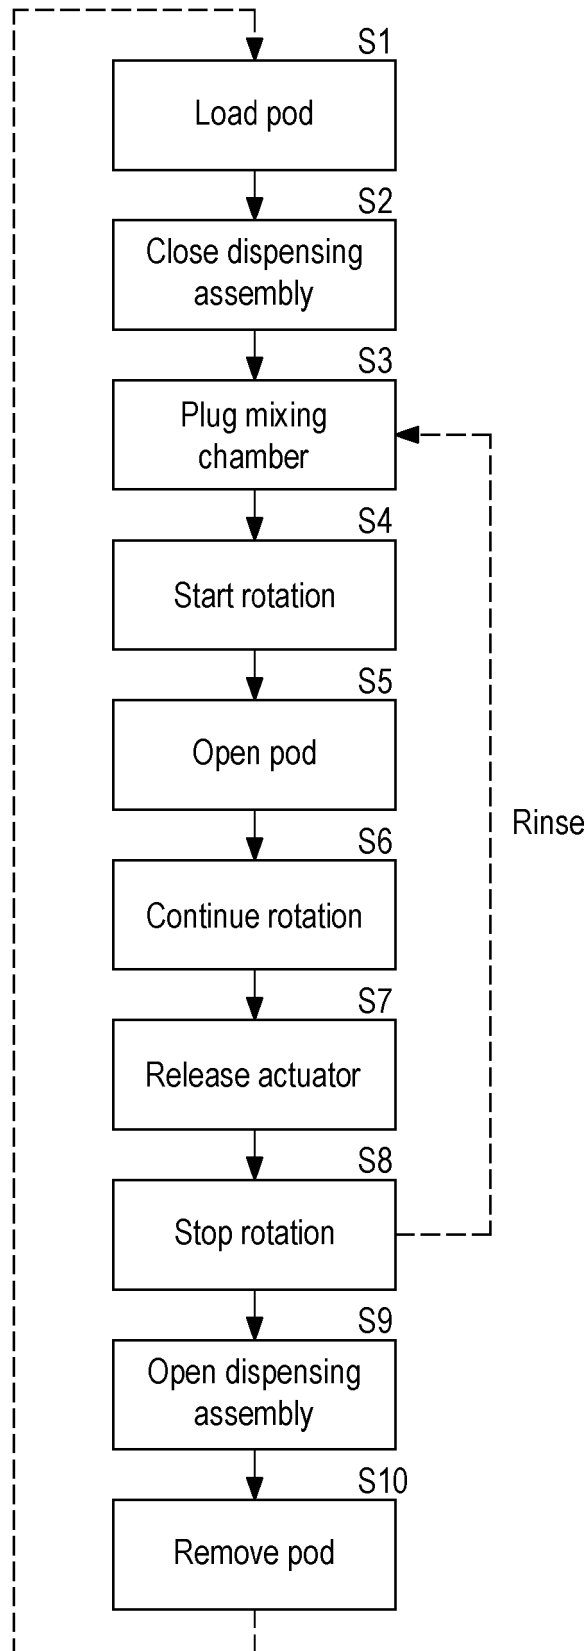 S1
Load pod
S2
Close dispensing
assembly
S3
Plug mixing
chamber
S4
Start rotation
S5
Open pod
Rinse
S6
Continue rotation
S7
Release actuator
S8
Stop rotation
S9
Open dispensing
assembly
S10
Remove pod